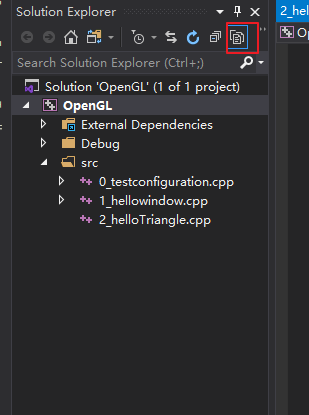 Solution Explorer
2_hel
Search Solution Explorer (Ctrl+;)
Op
Solution 'OpenGL' (1 of 1 project)
OpenGL
External Dependencies
Debug
src
0_testconfiguration.cpp
1_hellowindow.cpp
2_helloTriangle.cpp